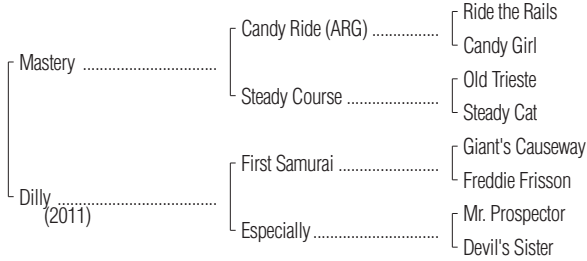 Ride the Rails
Candy Ride (ARG) ................
Candy Girl
Mastery ................................
Old Trieste
Steady Course ......................
Steady Cat
Giant's Causeway
First Samurai ........................
Freddie Frisson
Dilly ......................................
(2011)
Mr. Prospector
Especially..............................
Devil's Sister